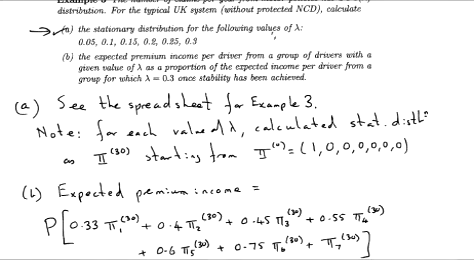 distribution. For the typical UK system (without protected NCD), calculate
(a) the stationary distribution for the following values of λ:
0.05, 0.1, 0.15, 0.2, 0.25, 0.3
(b) the expected premium income per driver from a group of drivers with a
given value of λ as a proportion of the expected income per driver from a
group for which λ = 0.3 once stability has been achieved.
(a) See the spreadsheet for Example 3.
Note: for each value of λ, calculated stat. distⁿ
as π^(30) starting from π^(0) = (1,0,0,0,0,0,0)
(b) Expected premium income =
P[0.33 π₁^(30) + 0.4 π₂^(30) + 0.45 π₃^(30) + 0.55 π₄^(30)
+ 0.6 π₅^(30) + 0.75 π₆^(30) + π₇^(30)]